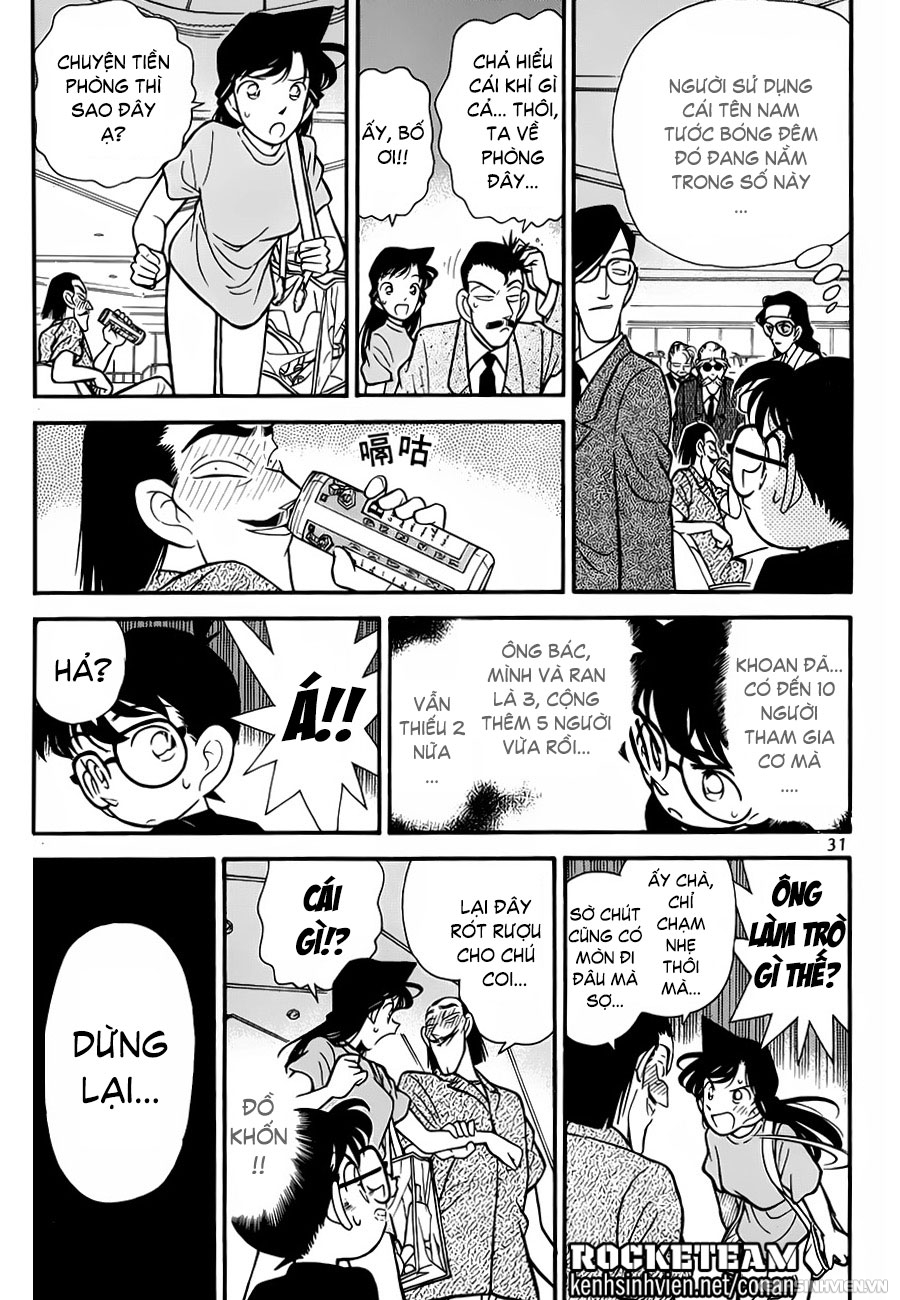 NGƯỜI SỬ DỤNG
CÁI TÊN NAM
TƯỚC BÓNG ĐÊM
ĐÓ ĐANG NẰM
TRONG SỐ NÀY
...
CHẢ HIỂU
CÁI KHỈ GÌ
CẢ... THÔI,
TA VỀ
PHÒNG
ĐÂY...
ẤY, BỐ
ƠI!!
CHUYỆN TIỀN
PHÒNG THÌ
SAO ĐÂY
Ạ?
嗝咕
KHOAN ĐÃ...
CÓ ĐẾN 10
NGƯỜI
THAM GIA
CƠ MÀ
....
ÔNG BÁC,
MÌNH VÀ RAN
LÀ 3, CỘNG
THÊM 5 NGƯỜI
VỪA RỒI...
VẪN
THIẾU 2
NỮA
...
Á!!
HẢ?
31
ÔNG
LÀM TRÒ
GÌ THẾ?
ẤY CHÀ,
CHỈ
CHẠM NHẸ
THÔI
MÀ...
SỜ CHÚT
CŨNG CÓ
MÒN ĐI
ĐÂU MÀ
SỢ...
LẠI ĐÂY
RÓT RƯỢU
CHO CHÚ
COI...
CÁI
GÌ!?
ĐỒ
KHỐN
!!
DỪNG
LẠI...
ROCKETEAM
kenhsinhvien.net/conan/
KENHSINHVIEN.VN